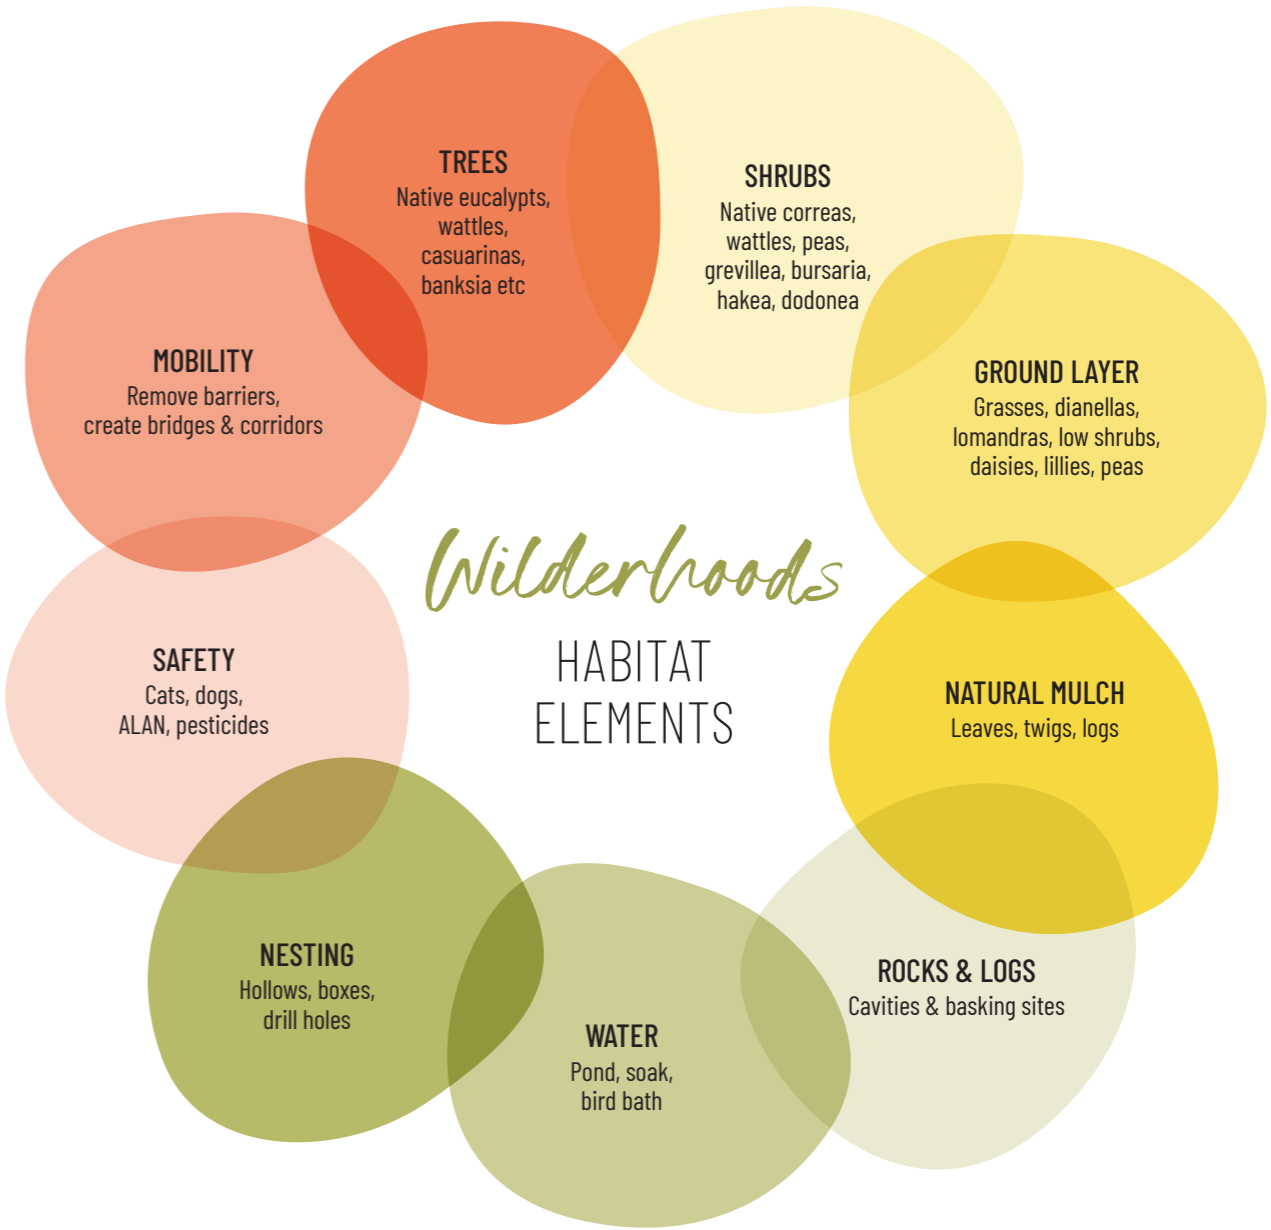 TREES
Native eucalypts,
wattles,
casuarinas,
banksia etc
SHRUBS
Native correas,
wattles, peas,
grevillea, bursaria,
hakea, dodonea
GROUND LAYER
Grasses, dianellas,
lomandras, low shrubs,
daisies, lillies, peas
NATURAL MULCH
Leaves, twigs, logs
ROCKS & LOGS
Cavities & basking sites
WATER
Pond, soak,
bird bath
NESTING
Hollows, boxes,
drill holes
SAFETY
Cats, dogs,
ALAN, pesticides
MOBILITY
Remove barriers,
create bridges & corridors
Wilderhoods
HABITAT
ELEMENTS